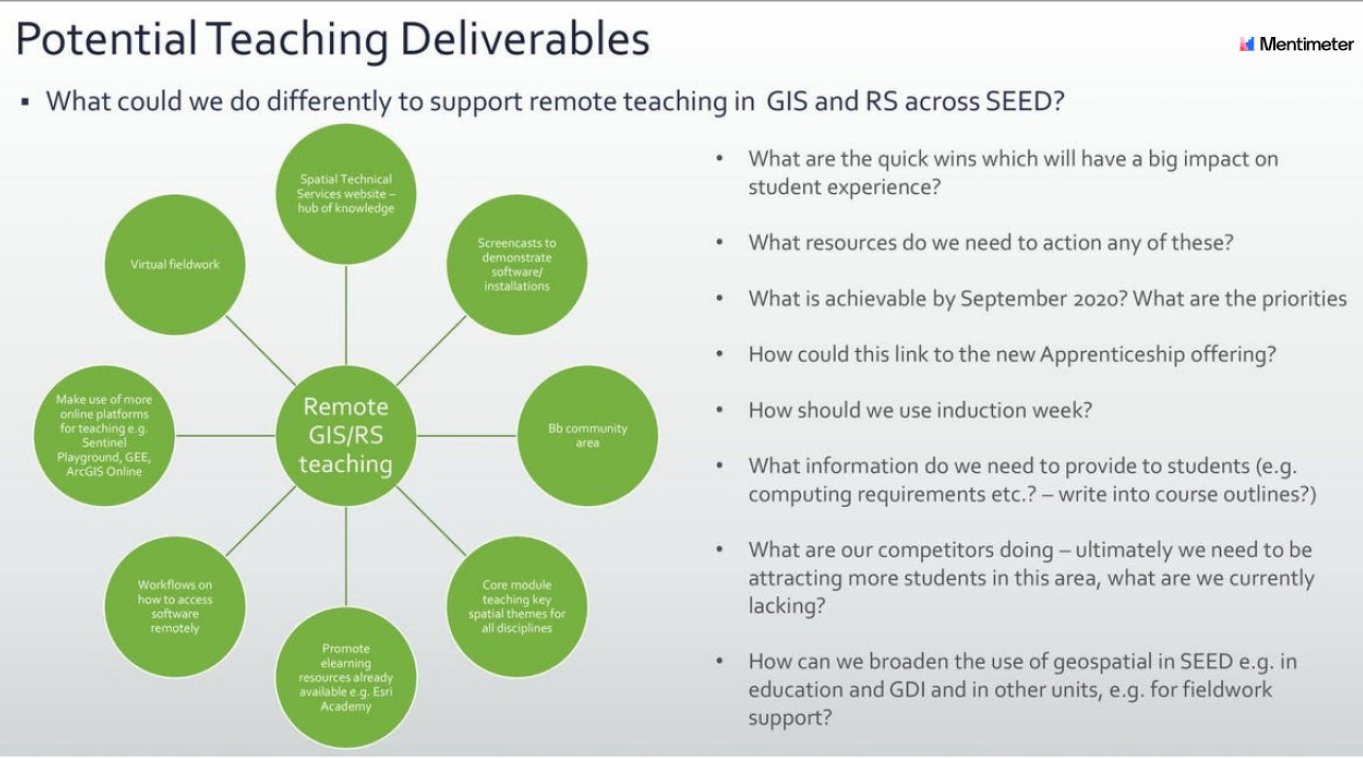 Potential Teaching Deliverables
Mentimeter
▪ What could we do differently to support remote teaching in GIS and RS across SEED?
Spatial Technical
Services website –
hub of knowledge
Screencasts to
demonstrate
software/
installations
Bb community
area
Core module
teaching key
spatial themes for
all disciplines
Promote
elearning
resources already
available e.g. Esri
Academy
Workflows on
how to access
software
remotely
Make use of more
online platforms
for teaching e.g.
Sentinel
Playground, GEE,
ArcGIS Online
Virtual fieldwork
Remote
GIS/RS
teaching
• What are the quick wins which will have a big impact on
student experience?
• What resources do we need to action any of these?
• What is achievable by September 2020? What are the priorities
• How could this link to the new Apprenticeship offering?
• How should we use induction week?
• What information do we need to provide to students (e.g.
computing requirements etc.? – write into course outlines?)
• What are our competitors doing – ultimately we need to be
attracting more students in this area, what are we currently
lacking?
• How can we broaden the use of geospatial in SEED e.g. in
education and GDI and in other units, e.g. for fieldwork
support?